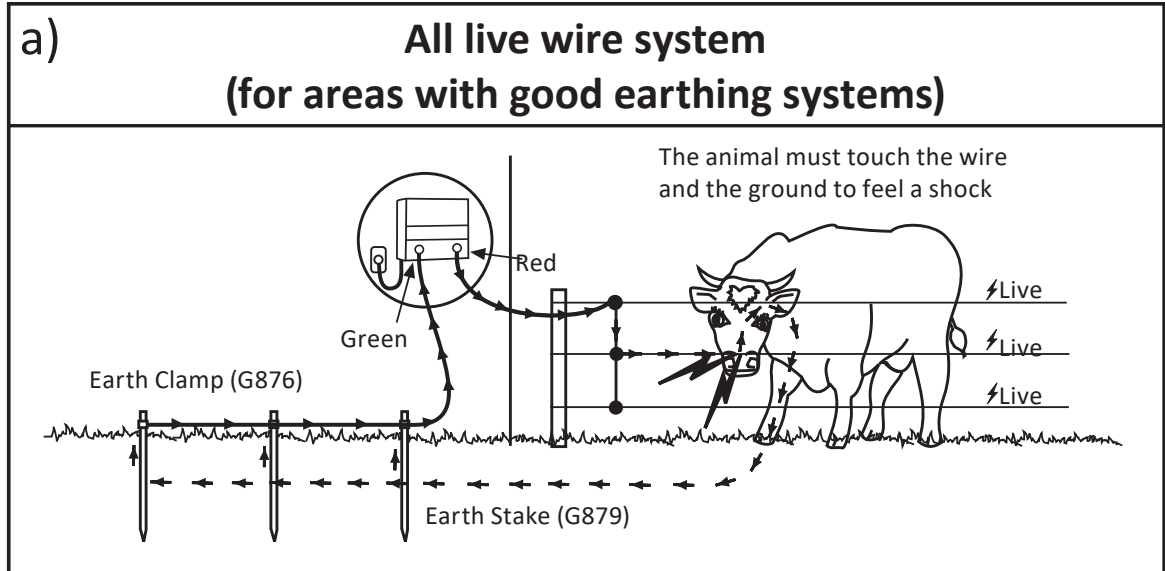 a)
All live wire system
(for areas with good earthing systems)
The animal must touch the wire
and the ground to feel a shock
Red
Green
Live
Live
Live
Earth Clamp (G876)
Earth Stake (G879)